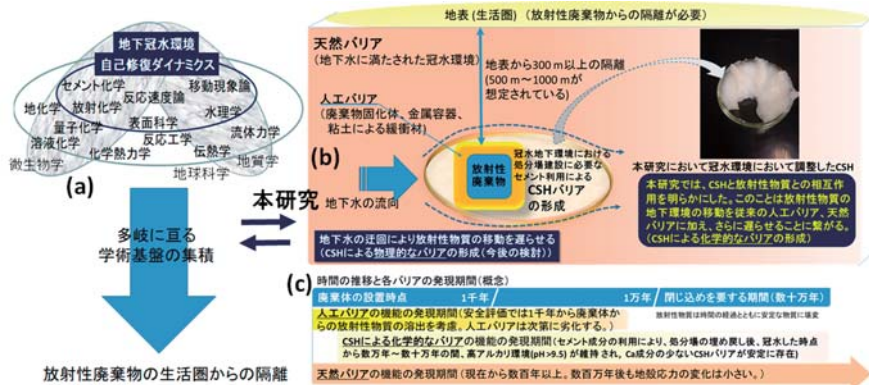 地下冠水環境
自己修復ダイナミクス
セメント化学
移動現象論
反応速度論
地化学
放射化学
水理学
量子化学
表面科学
溶液化学
反応工学
流体力学
化学熱力学
伝熱学
微生物学
地球科学
地質学
(a)
多岐に亘る
学術基盤の集積
放射性廃棄物の生活圏からの隔離
本研究
地表(生活圏)(放射性廃棄物からの隔離が必要)
(b)
天然バリア
(地下水に満たされた冠水環境)
地表から300 m以上の隔離
(500 m～1000 mが
想定されている)
人工バリア
(廃棄物固化体、金属容器、
粘土による緩衝材)
放射性
廃棄物
冠水地下環境における
処分場建設に必要な
セメント利用による
CSHバリア
の形成
地下水の流向
本研究において冠水環境において調整したCSH
本研究では、CSHと放射性物質との相互作
用を明らかにした。このことは放射性物質の
地下環境の移動を従来の人工バリア、天然
バリアに加え、さらに遅らせることに繋がる。
(CSHによる化学的なバリアの形成)
地下水の迂回により放射性物質の移動を遅らせる
(CSHによる物理的なバリアの形成(今後の検討))
(c)
時間の推移と各バリアの発現期間(概念)
廃棄体の設置時点
1千年
1万年
閉じ込めを要する期間(数十万年)
人工バリアの機能の発現期間(安全評価では1千年から廃棄体
からの放射性物質の溶出を考慮。人工バリアは次第に劣化する。)
放射性物質は時間の経過とともに安定な物質に壊変
CSHによる化学的なバリアの機能の発現期間(セメント成分の利用により、処分場の埋め戻し後、冠水した時点
から数万年～数十万年の間、高アルカリ環境(pH>9.5)が維持され、Ca成分の少ないCSHバリアが安定に存在)
天然バリアの機能の発現期間(現在から数百年以上。数百万年後も地殻応力の変化は小さい。)